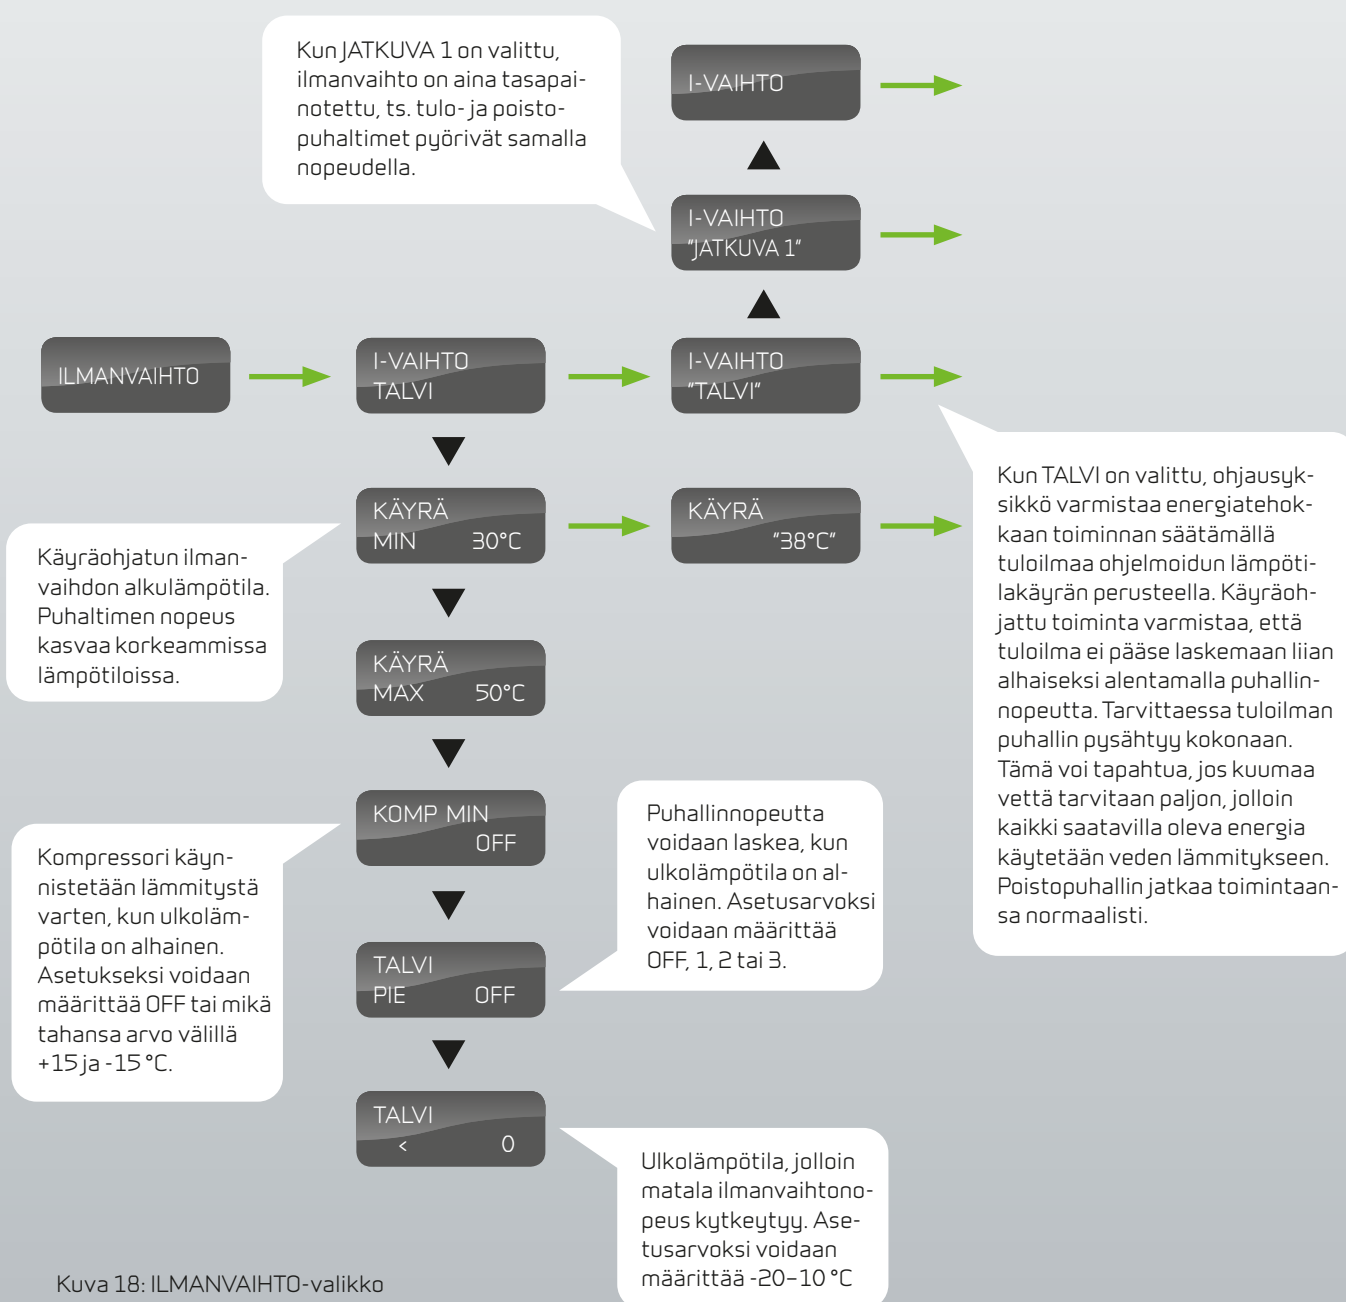 Kun JATKUVA 1 on valittu,
ilmanvaihto on aina tasapai-
notettu, ts. tulo- ja poisto-
puhaltimet pyörivät samalla
nopeudella.
I-VAIHTO
I-VAIHTO
"JATKUVA 1"
ILMANVAIHTO
I-VAIHTO
TALVI
I-VAIHTO
"TALVI"
Kun TALVI on valittu, ohjausyk-
sikkö varmistaa energiatehok-
kaan toiminnan säätämällä
tuloilmaa ohjelmoidun lämpöti-
lakäyrän perusteella. Käyräoh-
jattu toiminta varmistaa, että
tuloilma ei pääse laskemaan liian
alhaiseksi alentamalla puhallin-
nopeutta. Tarvittaessa tuloilman
puhallin pysähtyy kokonaan.
Tämä voi tapahtua, jos kuumaa
vettä tarvitaan paljon, jolloin
kaikki saatavilla oleva energia
käytetään veden lämmitykseen.
Poistopuhallin jatkaa toimintaan-
sa normaalisti.
KÄYRÄ
MIN 30°C
KÄYRÄ
"38°C"
Käyräohjatun ilman-
vaihdon alkulämpötila.
Puhaltimen nopeus
kasvaa korkeammissa
lämpötiloissa.
KÄYRÄ
MAX 50°C
KOMP MIN
OFF
Kompressori käyn-
nistetään lämmitystä
varten, kun ulkoläm-
pötila on alhainen.
Asetukseksi voidaan
määrittää OFF tai mikä
tahansa arvo välillä
+15 ja -15 °C.
Puhallinnopeutta
voidaan laskea, kun
ulkolämpötila on al-
hainen. Asetusarvoksi
voidaan määrittää
OFF, 1, 2 tai 3.
TALVI
PIE OFF
TALVI
< 0
Ulkolämpötila, jolloin
matala ilmanvaihtono-
peus kytkeytyy. Ase-
tusarvoksi voidaan
määrittää -20–10 °C
Kuva 18: ILMANVAIHTO-valikko